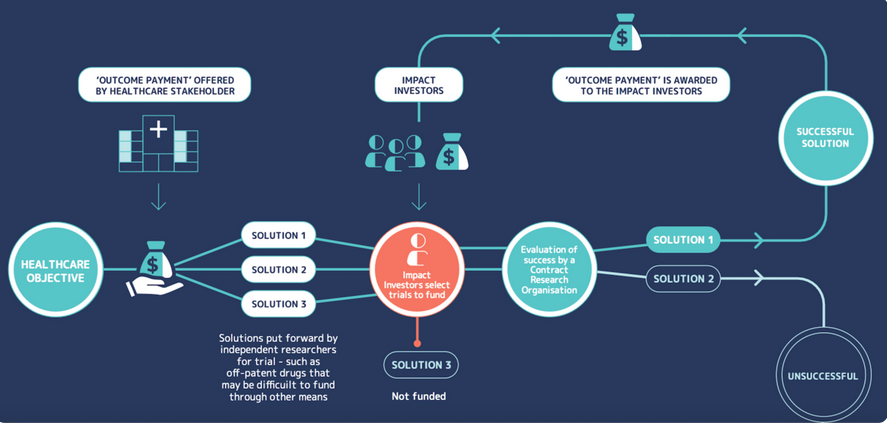 'OUTCOME PAYMENT' OFFERED
BY HEALTHCARE STAKEHOLDER
IMPACT
INVESTORS
'OUTCOME PAYMENT' IS AWARDED
TO THE IMPACT INVESTORS
$
$
SUCCESSFUL
SOLUTION
HEALTHCARE
OBJECTIVE
$
SOLUTION 1
SOLUTION 2
SOLUTION 3
Impact
Investors select
trials to fund
Evaluation of
success by a
Contract
Research
Organisation
SOLUTION 1
SOLUTION 2
Solutions put forward by
independent researchers
for trial - such as
off-patent drugs that
may be difficuilt to fund
through other means
SOLUTION 3
Not funded
UNSUCCESSFUL